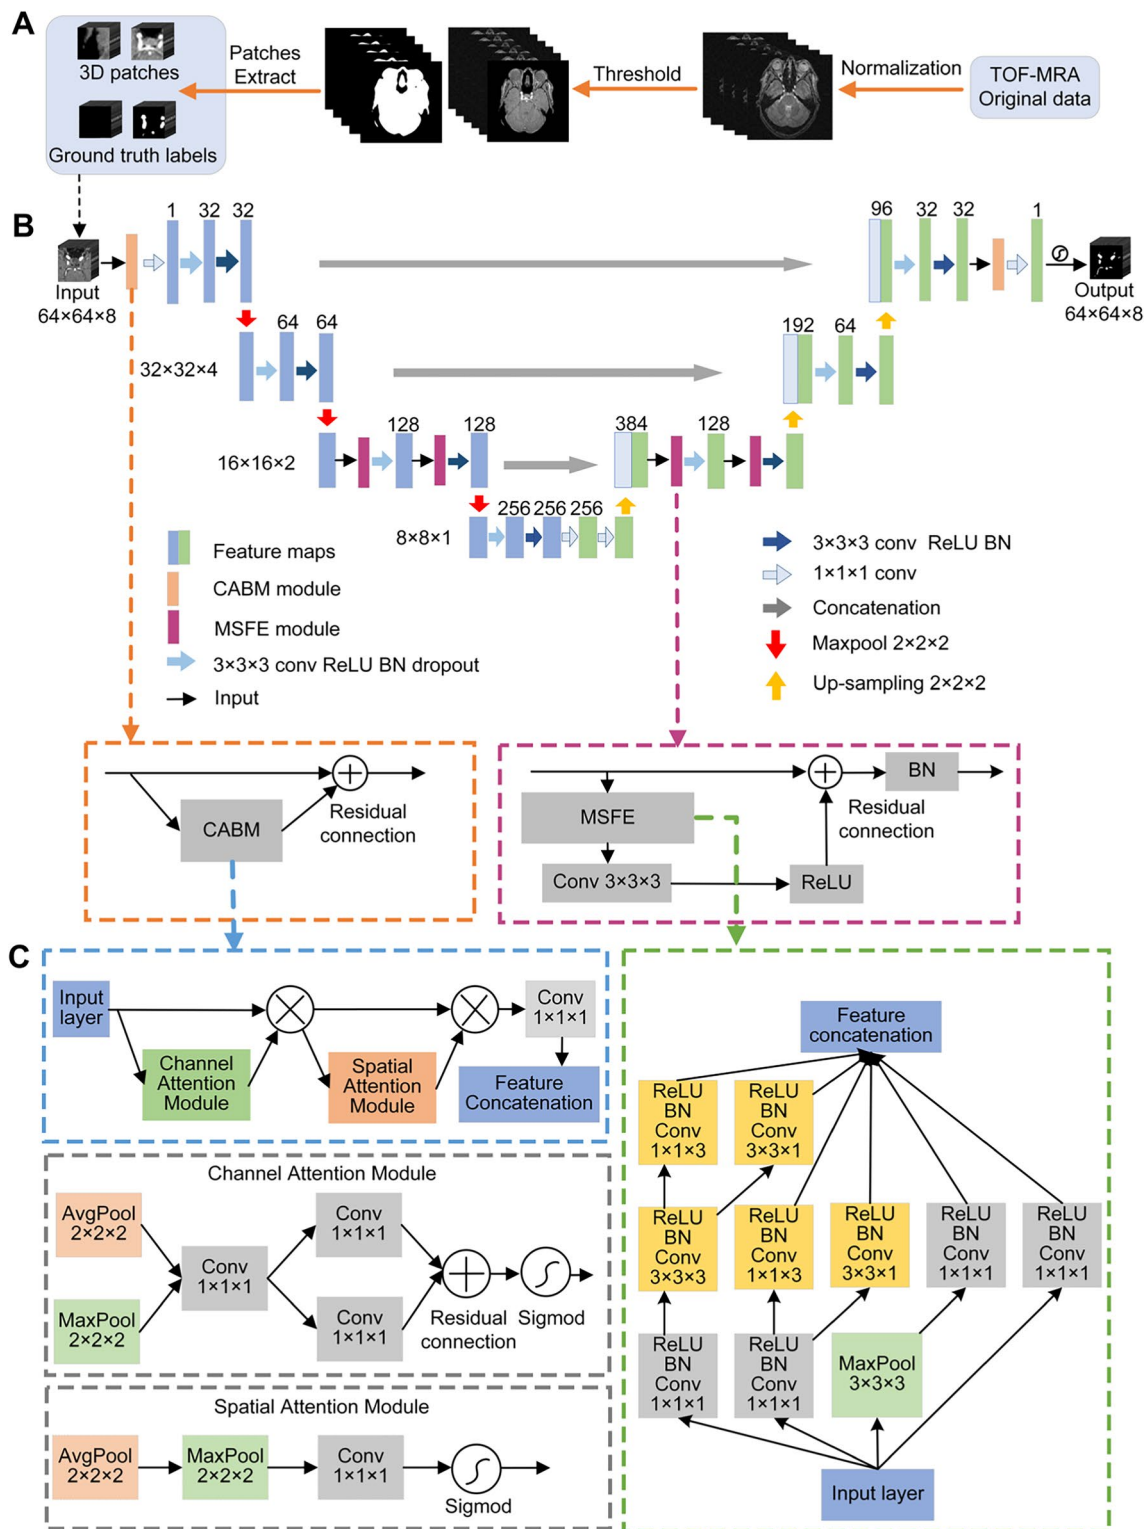 A
3D patches
Ground truth labels
Patches
Extract
Threshold
Normalization
TOF-MRA
Original data
B
Input
64×64×8
1
32
32
96
32
32
1
Output
64×64×8
32×32×4
64
64
192
64
16×16×2
128
128
384
128
8×8×1
256
256
256
Feature maps
CABM module
MSFE module
3×3×3 conv ReLU BN dropout
Input
3×3×3 conv ReLU BN
1×1×1 conv
Concatenation
Maxpool 2×2×2
Up-sampling 2×2×2
CABM
Residual
connection
MSFE
Conv 3×3×3
ReLU
Residual
connection
BN
C
Input
layer
Channel
Attention
Module
Spatial
Attention
Module
Conv
1×1×1
Feature
Concatenation
Channel Attention Module
AvgPool
2×2×2
MaxPool
2×2×2
Conv
1×1×1
Conv
1×1×1
Conv
1×1×1
Residual
connection
Sigmod
Spatial Attention Module
AvgPool
2×2×2
MaxPool
2×2×2
Conv
1×1×1
Sigmod
Feature
concatenation
ReLU
BN
Conv
1×1×3
ReLU
BN
Conv
3×3×1
ReLU
BN
Conv
3×3×3
ReLU
BN
Conv
1×1×3
ReLU
BN
Conv
3×3×1
ReLU
BN
Conv
1×1×1
ReLU
BN
Conv
1×1×1
ReLU
BN
Conv
1×1×1
ReLU
BN
Conv
1×1×1
MaxPool
3×3×3
Input layer